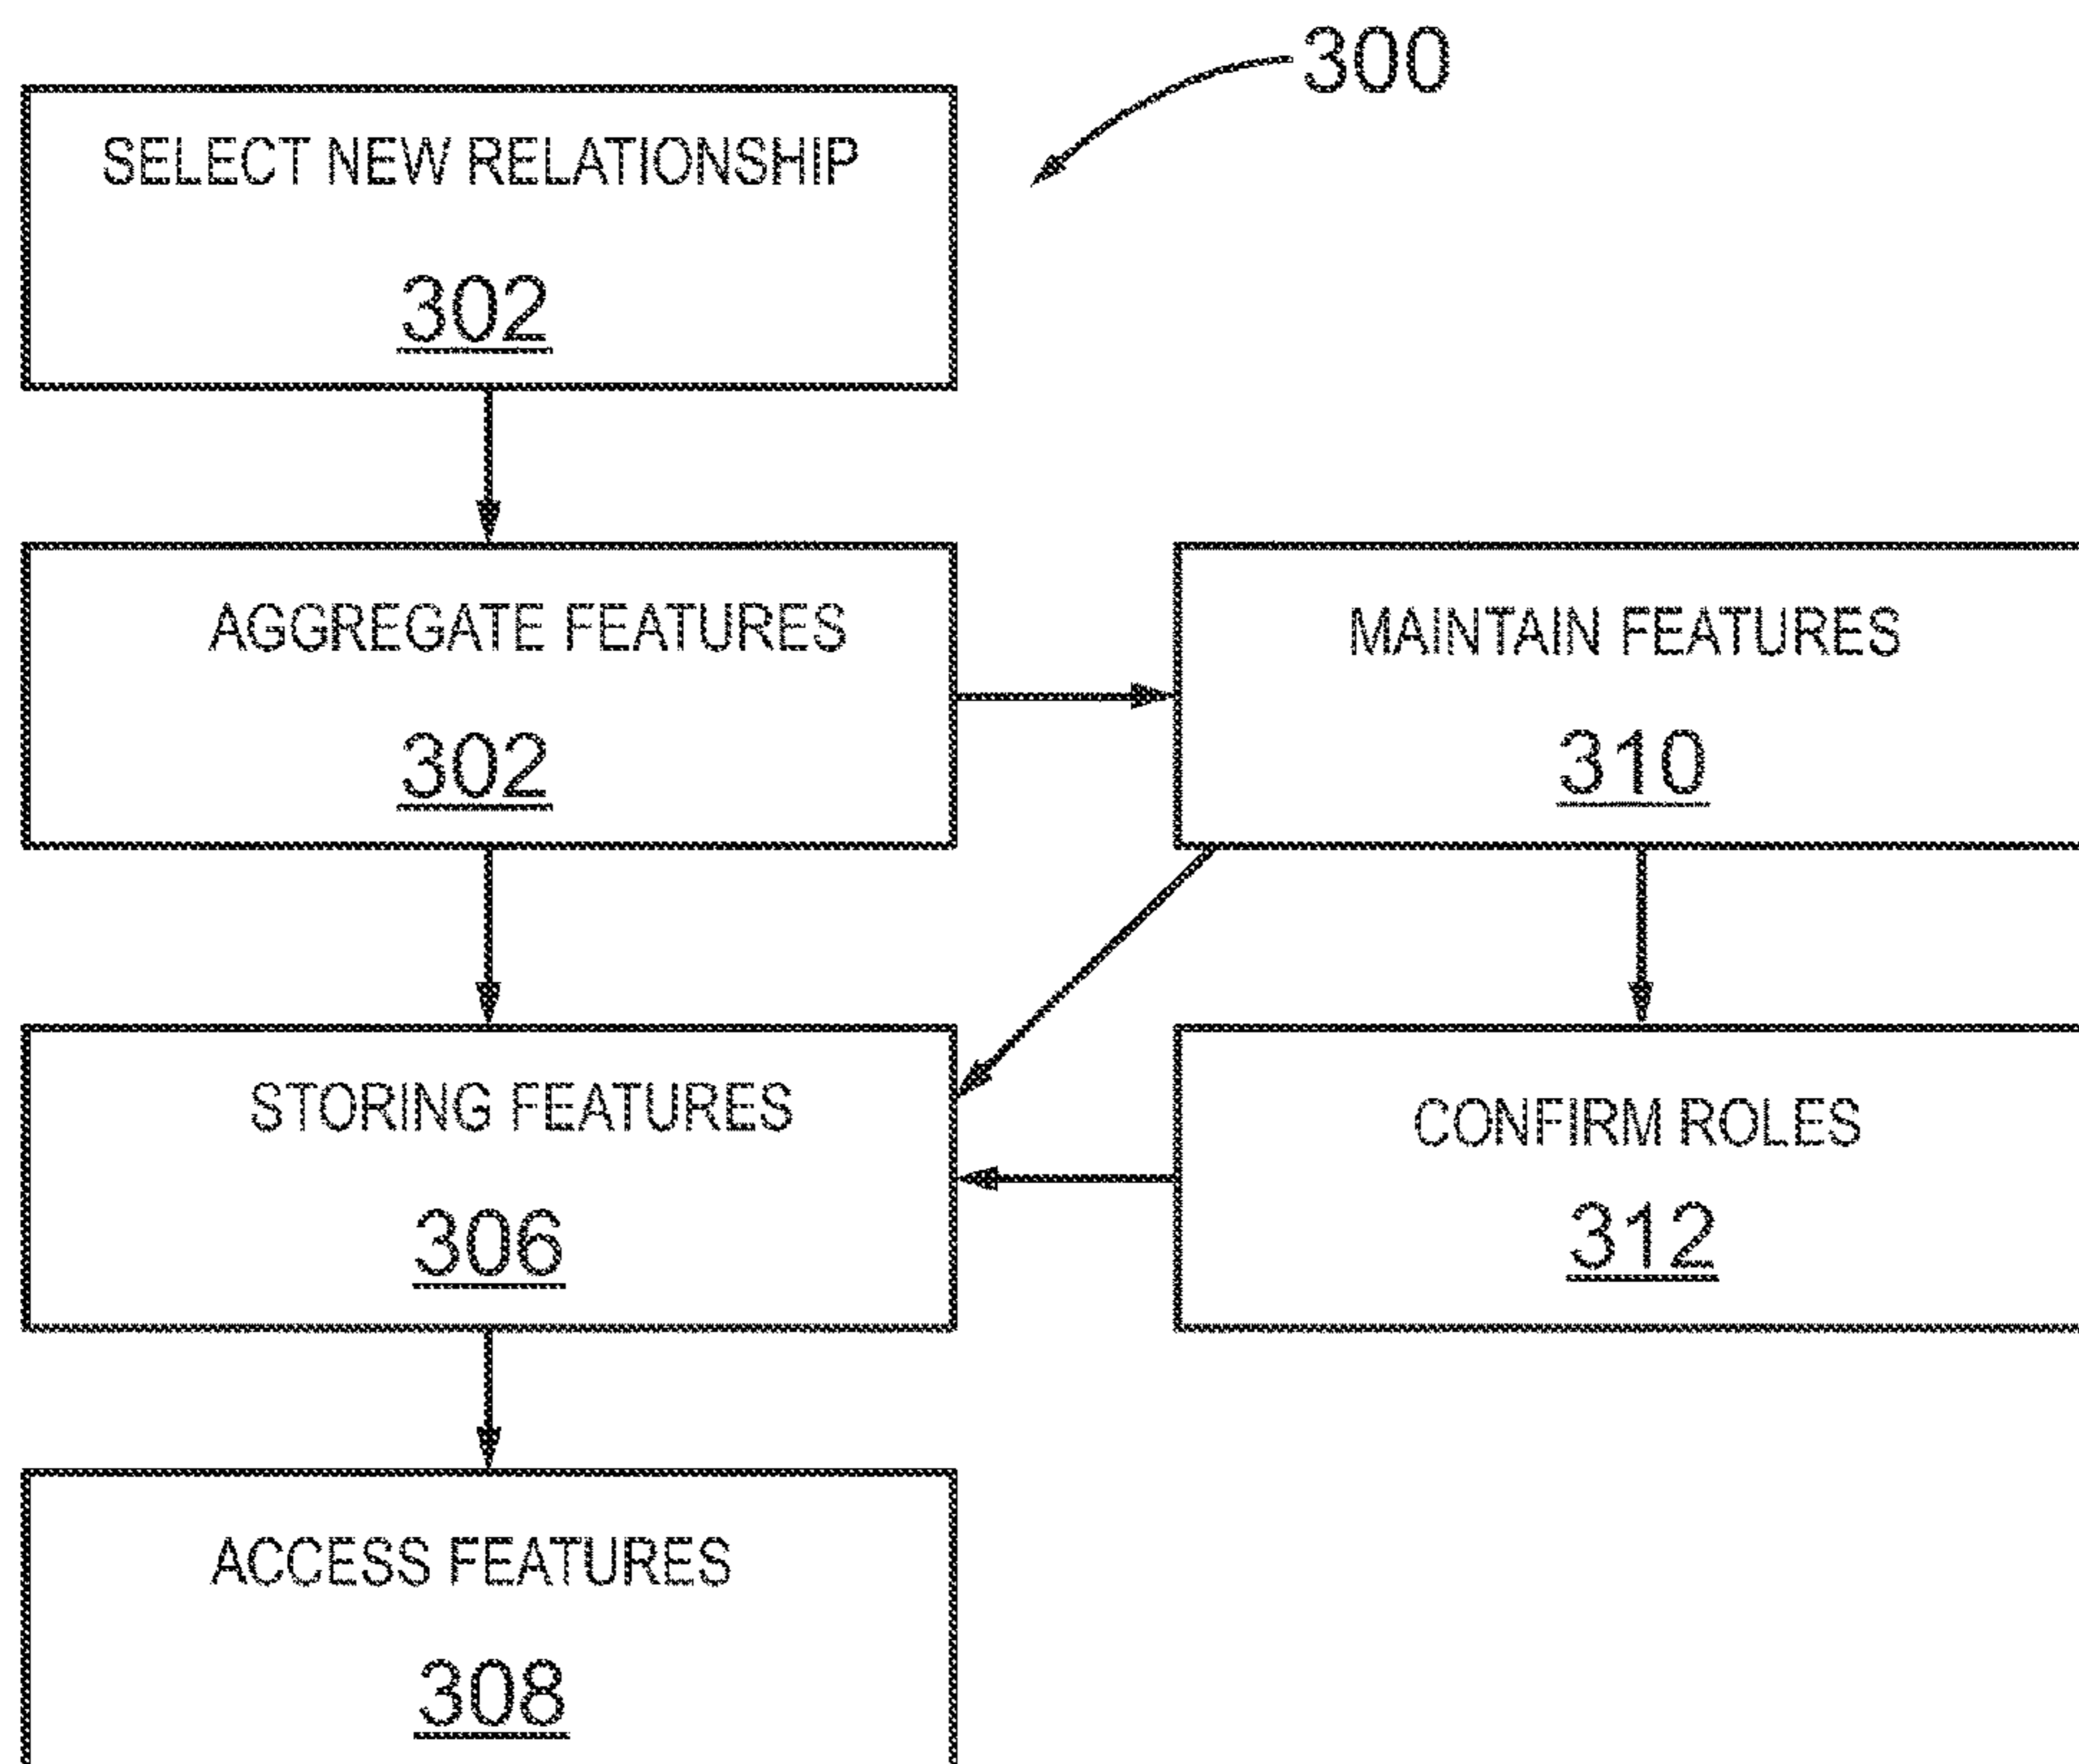 300
SELECT NEW RELATIONSHIP
302
AGGREGATE FEATURES
302
MAINTAIN FEATURES
310
STORING FEATURES
306
CONFIRM ROLES
312
ACCESS FEATURES
308